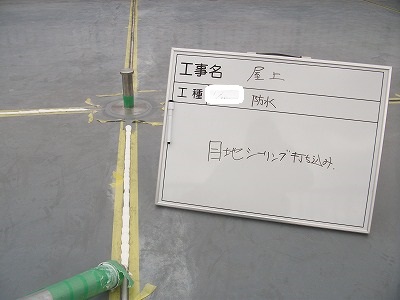 工事名 屋上
工種 防水
目地シーリング打ち込み.